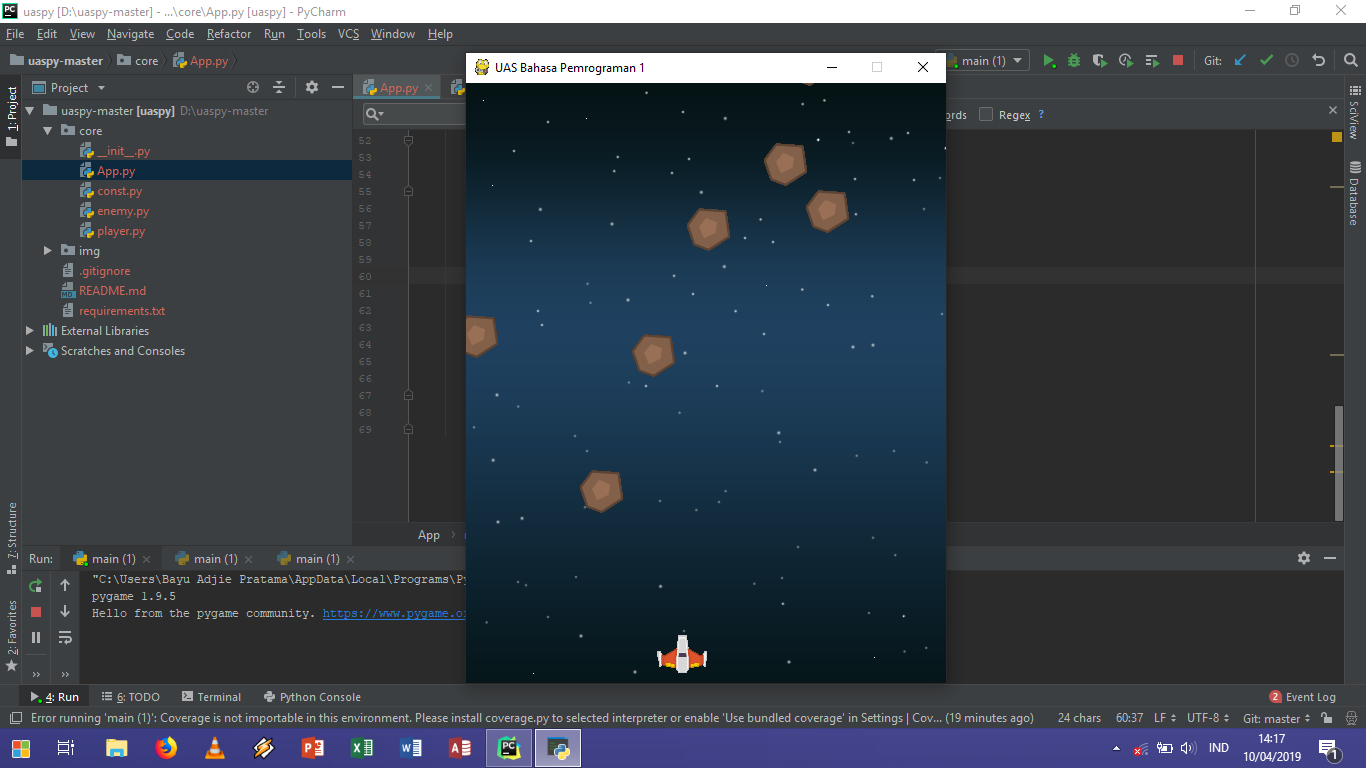 uaspy [D:\uaspy-master] - ...\core\App.py [uaspy] - PyCharm
File Edit View Navigate Code Refactor Run Tools VCS Window Help
uaspy-master core App.py
main (1) Git:
UAS Bahasa Pemrograman 1
1: Project
Project
App.py
uaspy-master [uaspy] D:\uaspy-master
core
__init__.py
App.py
const.py
enemy.py
player.py
img
.gitignore
README.md
requirements.txt
External Libraries
Scratches and Consoles
Regex ?
SciView
Database
52
53
54
55
56
57
58
59
60
61
62
63
64
65
66
67
68
69
App
7: Structure
2: Favorites
Run: main (1) main (1) main (1)
"C:\Users\Bayu Adjie Pratama\AppData\Local\Programs\Py
pygame 1.9.5
Hello from the pygame community. https://www.pygame.o
4: Run 6: TODO Terminal Python Console 2 Event Log
Error running 'main (1)': Coverage is not importable in this environment. Please install coverage.py to selected interpreter or enable 'Use bundled coverage' in Settings | Cov... (19 minutes ago) 24 chars 60:37 LF UTF-8 Git: master
IND 14:17
10/04/2019 1